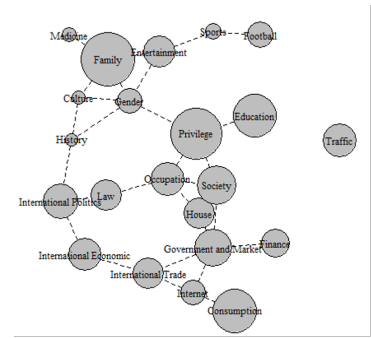 Medicine
Sports
Football
Entertainment
Family
Culture
Gender
Education
Privilege
History
Traffic
Occupation
Society
Law
International Politics
House
Government and Market
Finance
International Economic
International Trade
Internet
Consumption